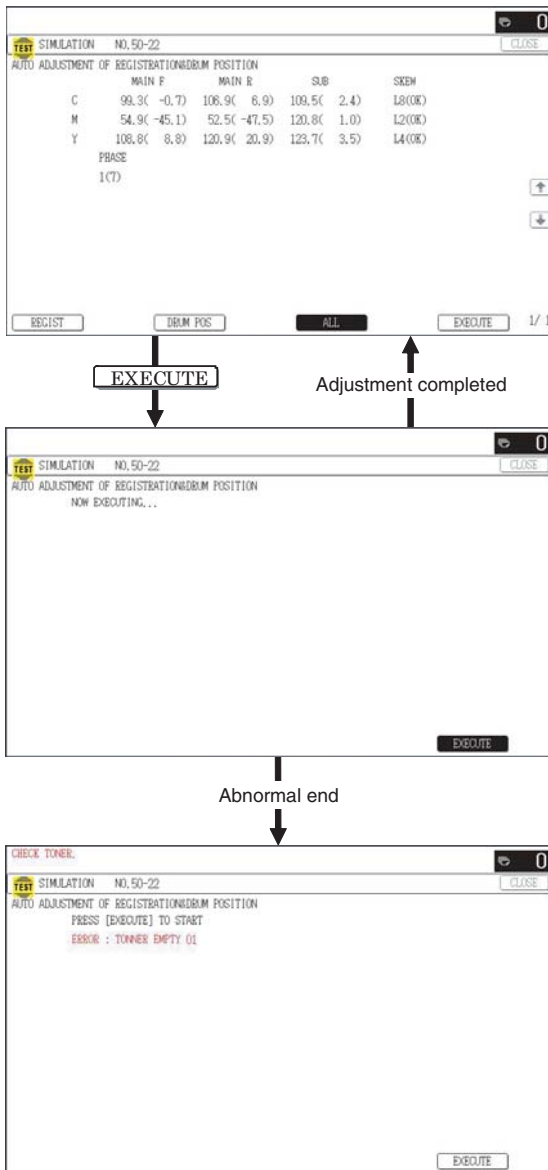 0
TEST SIMULATION NO.50-22 CLOSE
AUTO ADJUSTMENT OF REGISTRATION&DRUM POSITION
MAIN F MAIN R SUB SKEW
C 99.3( -0.7) 106.9( 6.9) 109.5( 2.4) L8(OK)
M 54.9( -45.1) 52.5( -47.5) 120.8( 1.0) L2(OK)
Y 108.8( 8.8) 120.9( 20.9) 123.7( 3.5) L4(OK)
PHASE
1(7)
REGIST DRUM POS ALL EXECUTE 1/ 1
EXECUTE Adjustment completed
0
TEST SIMULATION NO.50-22 CLOSE
AUTO ADJUSTMENT OF REGISTRATION&DRUM POSITION
NOW EXECUTING...
EXECUTE
Abnormal end
CHECK TONER. 0
TEST SIMULATION NO.50-22 CLOSE
AUTO ADJUSTMENT OF REGISTRATION&DRUM POSITION
PRESS [EXECUTE] TO START
ERROR : TONNER EMPTY 01
EXECUTE